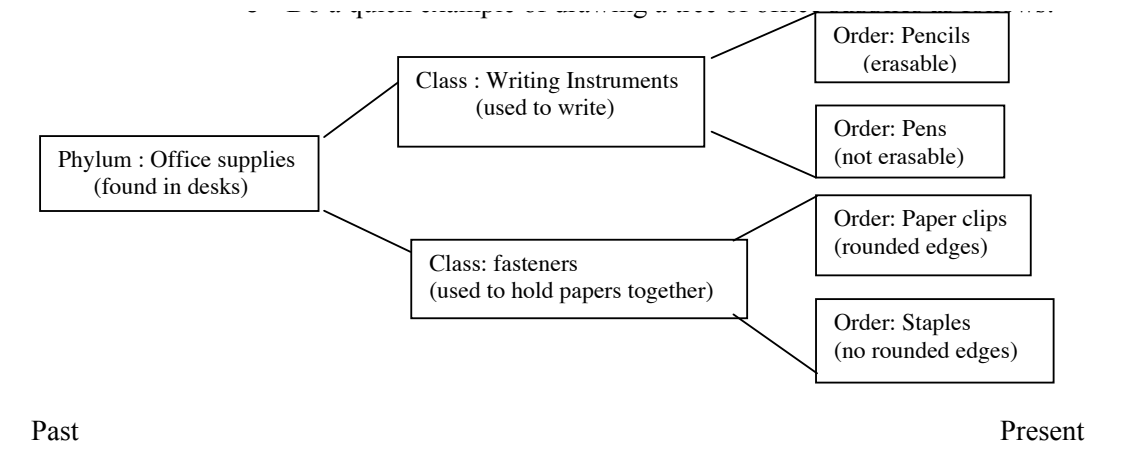 Order: Pencils
(erasable)
Class : Writing Instruments
(used to write)
Order: Pens
(not erasable)
Phylum : Office supplies
(found in desks)
Order: Paper clips
(rounded edges)
Class: fasteners
(used to hold papers together)
Order: Staples
(no rounded edges)
Past
Present